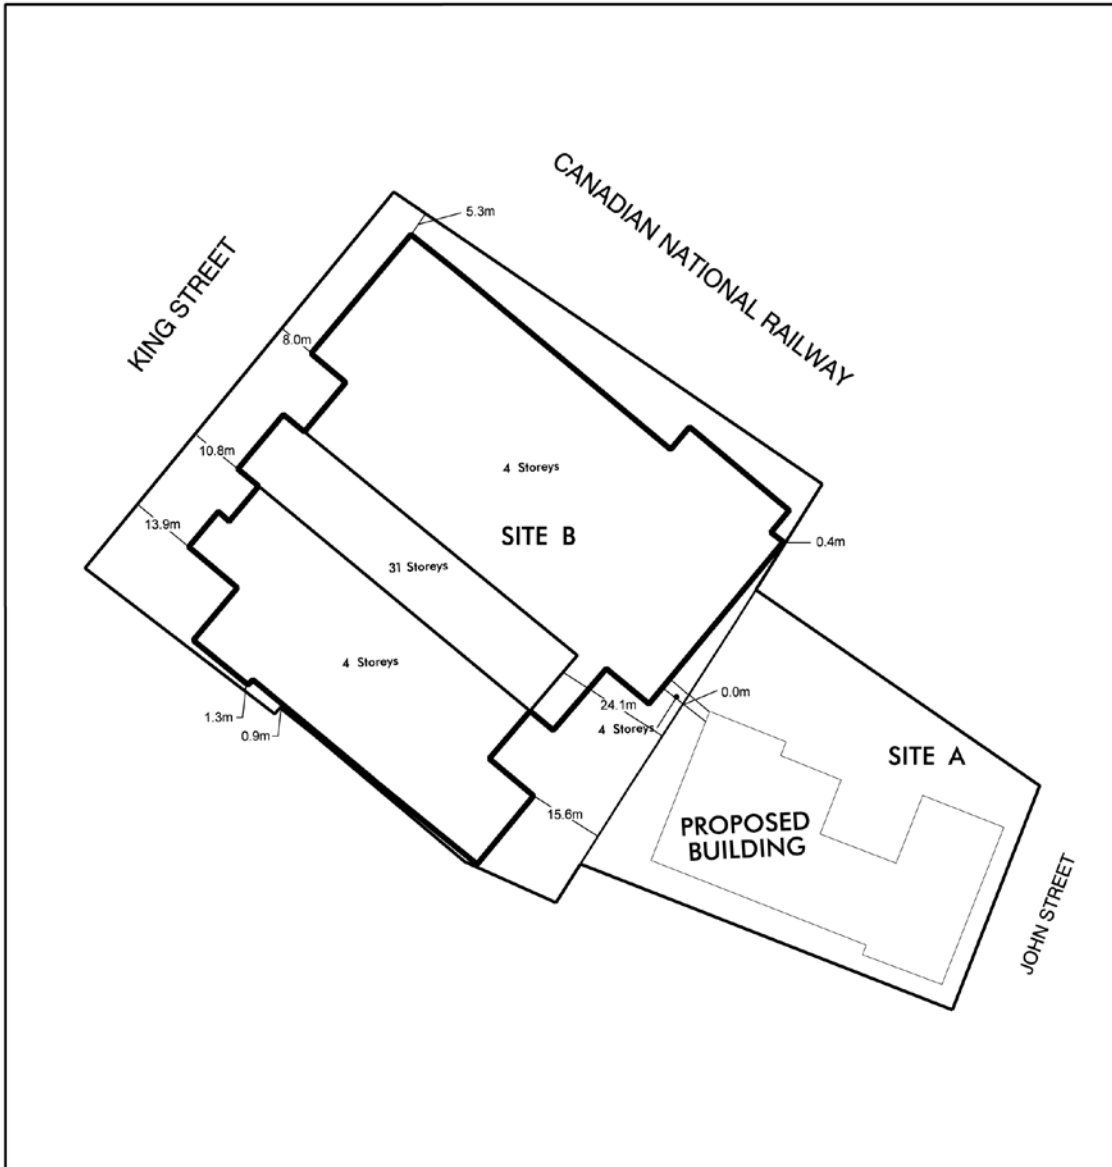 CANADIAN NATIONAL RAILWAY
5.3m
KING STREET
8.0m
10.8m
4 Storeys
13.9m
SITE B
0.4m
31 Storeys
4 Storeys
0.0m
24.1m
1.3m
4 Storeys
0.9m
SITE A
15.6m
PROPOSED
BUILDING
JOHN STREET